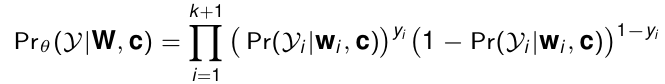 Pr_θ(𝒴|𝐖, 𝐜) = ∏_{i=1}^{k+1} ( Pr(𝒴_i|𝐰_i, 𝐜) )^{y_i} ( 1 − Pr(𝒴_i|𝐰_i, 𝐜) )^{1−y_i}